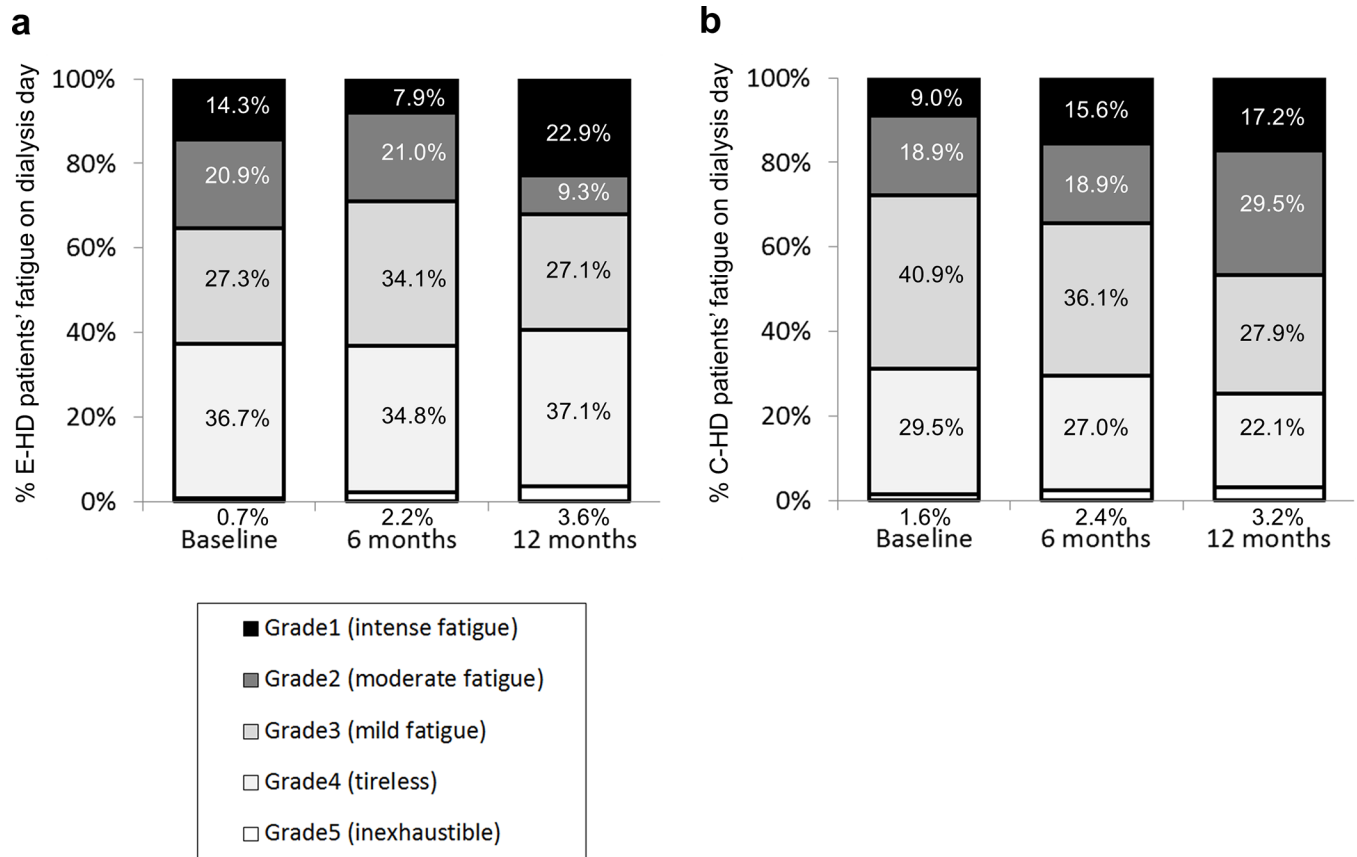 a
% E-HD patients’ fatigue on dialysis day
100%
80%
60%
40%
20%
0%
14.3%
20.9%
27.3%
36.7%
0.7%
Baseline
7.9%
21.0%
34.1%
34.8%
2.2%
6 months
22.9%
9.3%
27.1%
37.1%
3.6%
12 months
b
% C-HD patients’ fatigue on dialysis day
100%
80%
60%
40%
20%
0%
9.0%
18.9%
40.9%
29.5%
1.6%
Baseline
15.6%
18.9%
36.1%
27.0%
2.4%
6 months
17.2%
29.5%
27.9%
22.1%
3.2%
12 months
Grade1 (intense fatigue)
Grade2 (moderate fatigue)
Grade3 (mild fatigue)
Grade4 (tireless)
Grade5 (inexhaustible)